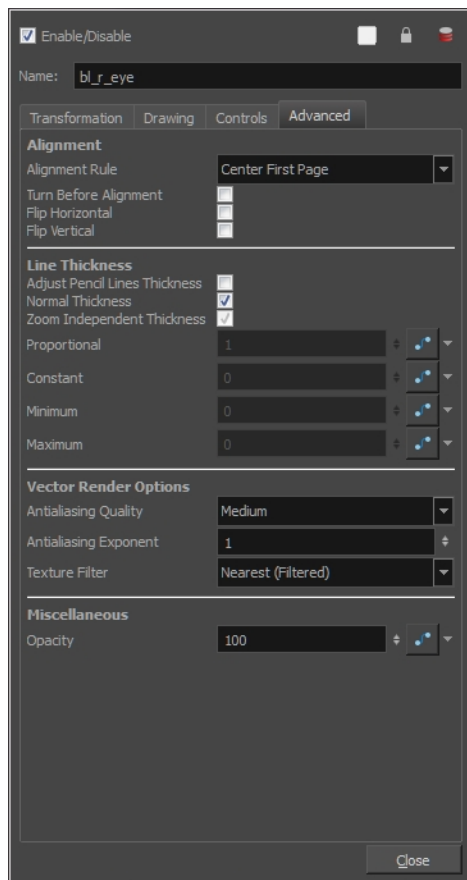 Enable/Disable
Name: bl_r_eye
Transformation Drawing Controls Advanced
Alignment
Alignment Rule Center First Page
Turn Before Alignment
Flip Horizontal
Flip Vertical
Line Thickness
Adjust Pencil Lines Thickness
Normal Thickness
Zoom Independent Thickness
Proportional 1
Constant 0
Minimum 0
Maximum 0
Vector Render Options
Antialiasing Quality Medium
Antialiasing Exponent 1
Texture Filter Nearest (Filtered)
Miscellaneous
Opacity 100
Close